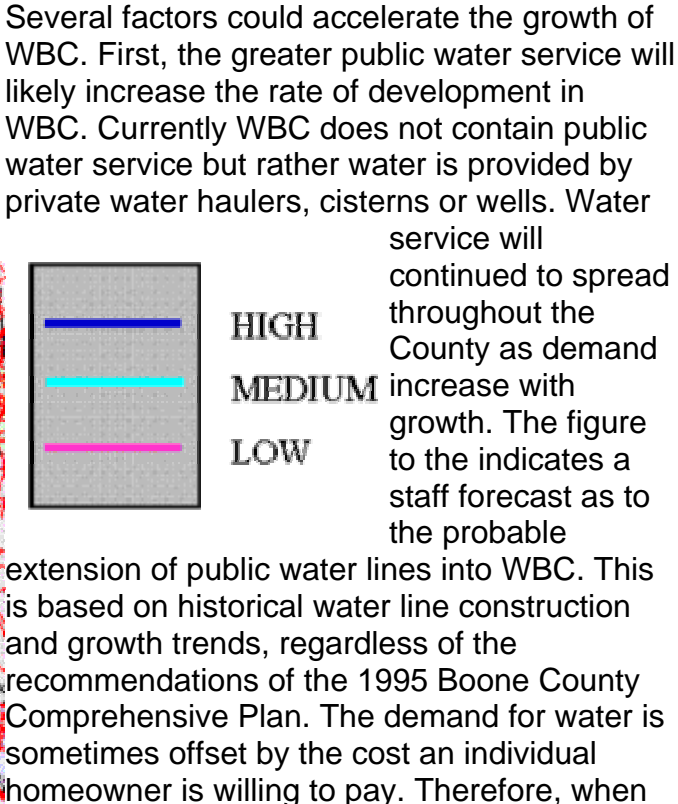 Several factors could accelerate the growth of
WBC. First, the greater public water service will
likely increase the rate of development in
WBC. Currently WBC does not contain public
water service but rather water is provided by
private water haulers, cisterns or wells. Water
service will
continued to spread
throughout the
County as demand
increase with
growth. The figure
to the indicates a
staff forecast as to
the probable
extension of public water lines into WBC. This
is based on historical water line construction
and growth trends, regardless of the
recommendations of the 1995 Boone County
Comprehensive Plan. The demand for water is
sometimes offset by the cost an individual
homeowner is willing to pay. Therefore, when
HIGH
MEDIUM
LOW